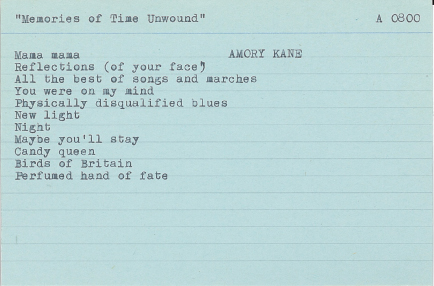 "Memories of Time Unwound" A 0800
Mama mama AMORY KANE
Reflections (of your face)
All the best of songs and marches
You were on my mind
Physically disqualified blues
New light
Night
Maybe you'll stay
Candy queen
Birds of Britain
Perfumed hand of fate